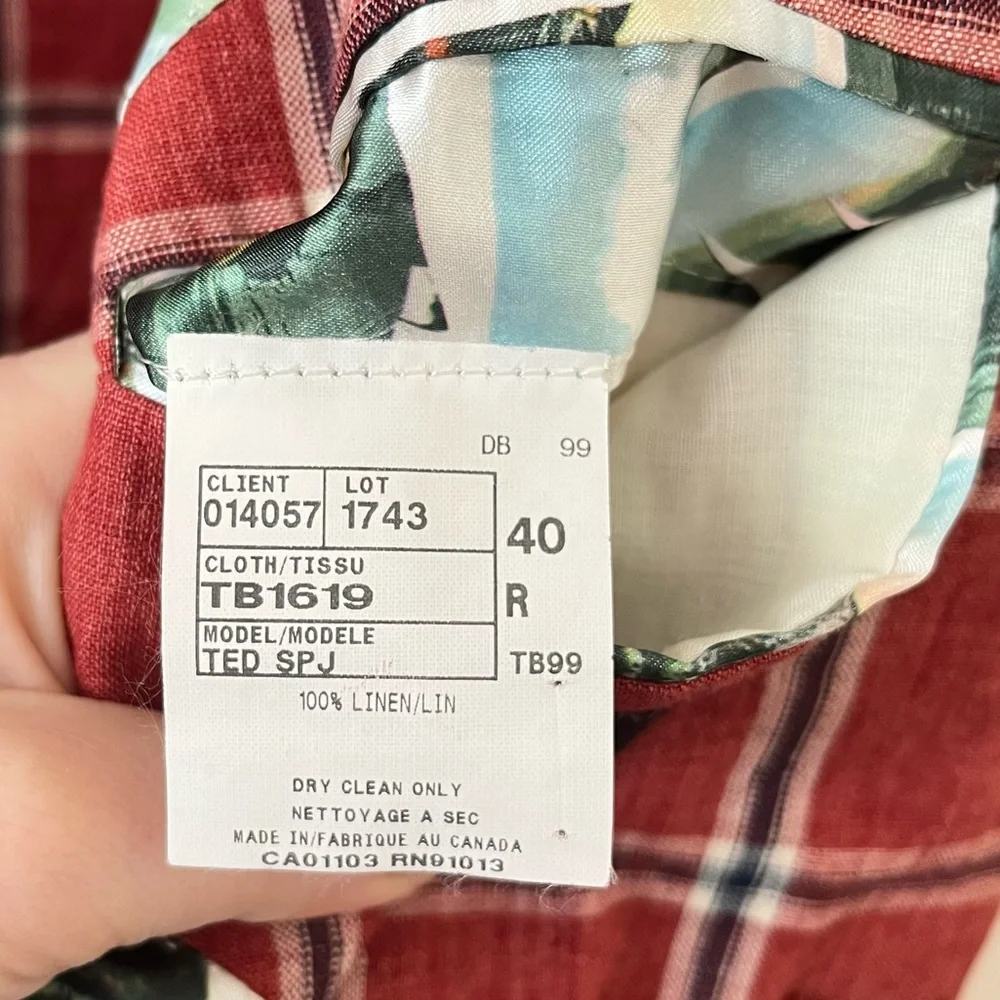 DB 99
CLIENT LOT
014057 1743
40
CLOTH/TISSU
TB1619
R
MODEL/MODELE
TED SPJ
TB99
100% LINEN/LIN
DRY CLEAN ONLY
NETTOYAGE A SEC
MADE IN/FABRIQUE AU CANADA
CA01103 RN91013